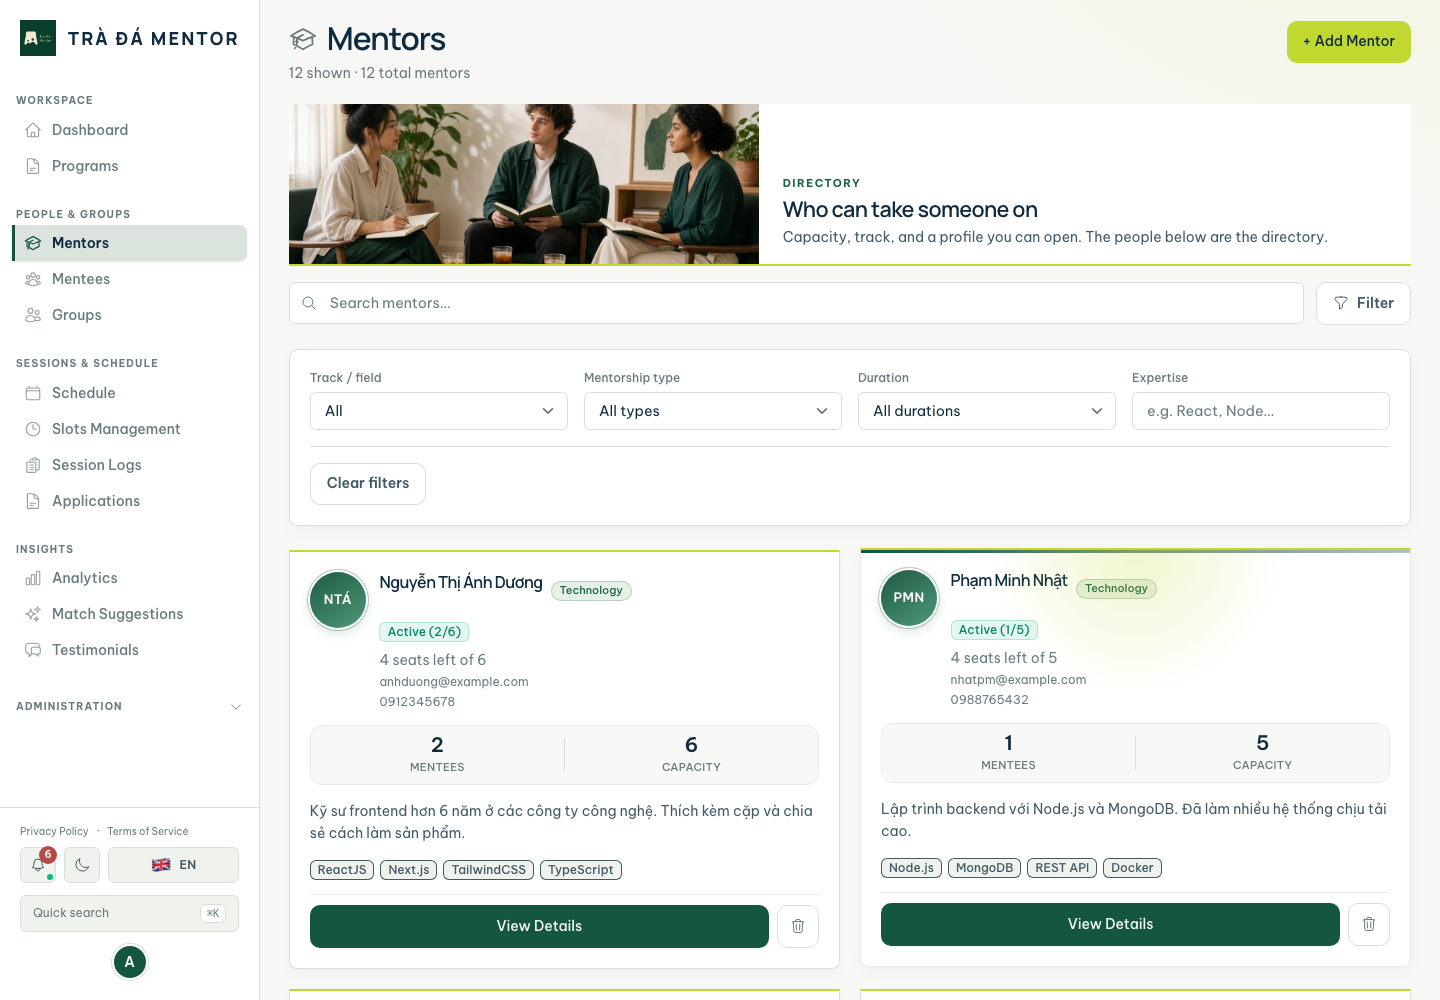 TRÀ ĐÁ MENTOR
WORKSPACE
Dashboard
Programs
PEOPLE & GROUPS
Mentors
Mentees
Groups
SESSIONS & SCHEDULE
Schedule
Slots Management
Session Logs
Applications
INSIGHTS
Analytics
Match Suggestions
Testimonials
ADMINISTRATION
Privacy Policy · Terms of Service
6
EN
Quick search ⌘K
A
Mentors
12 shown · 12 total mentors
+ Add Mentor
DIRECTORY
Who can take someone on
Capacity, track, and a profile you can open. The people below are the directory.
Search mentors...
Filter
Track / field
All
Mentorship type
All types
Duration
All durations
Expertise
e.g. React, Node...
Clear filters
NTÁ
Nguyễn Thị Ánh Dương
Technology
Active (2/6)
4 seats left of 6
anhduong@example.com
0912345678
2
MENTEES
6
CAPACITY
Kỹ sư frontend hơn 6 năm ở các công ty công nghệ. Thích kèm cặp và chia
sẻ cách làm sản phẩm.
ReactJS
Next.js
TailwindCSS
TypeScript
View Details
PMN
Phạm Minh Nhật
Technology
Active (1/5)
4 seats left of 5
nhatpm@example.com
0988765432
1
MENTEES
5
CAPACITY
Lập trình backend với Node.js và MongoDB. Đã làm nhiều hệ thống chịu tải
cao.
Node.js
MongoDB
REST API
Docker
View Details